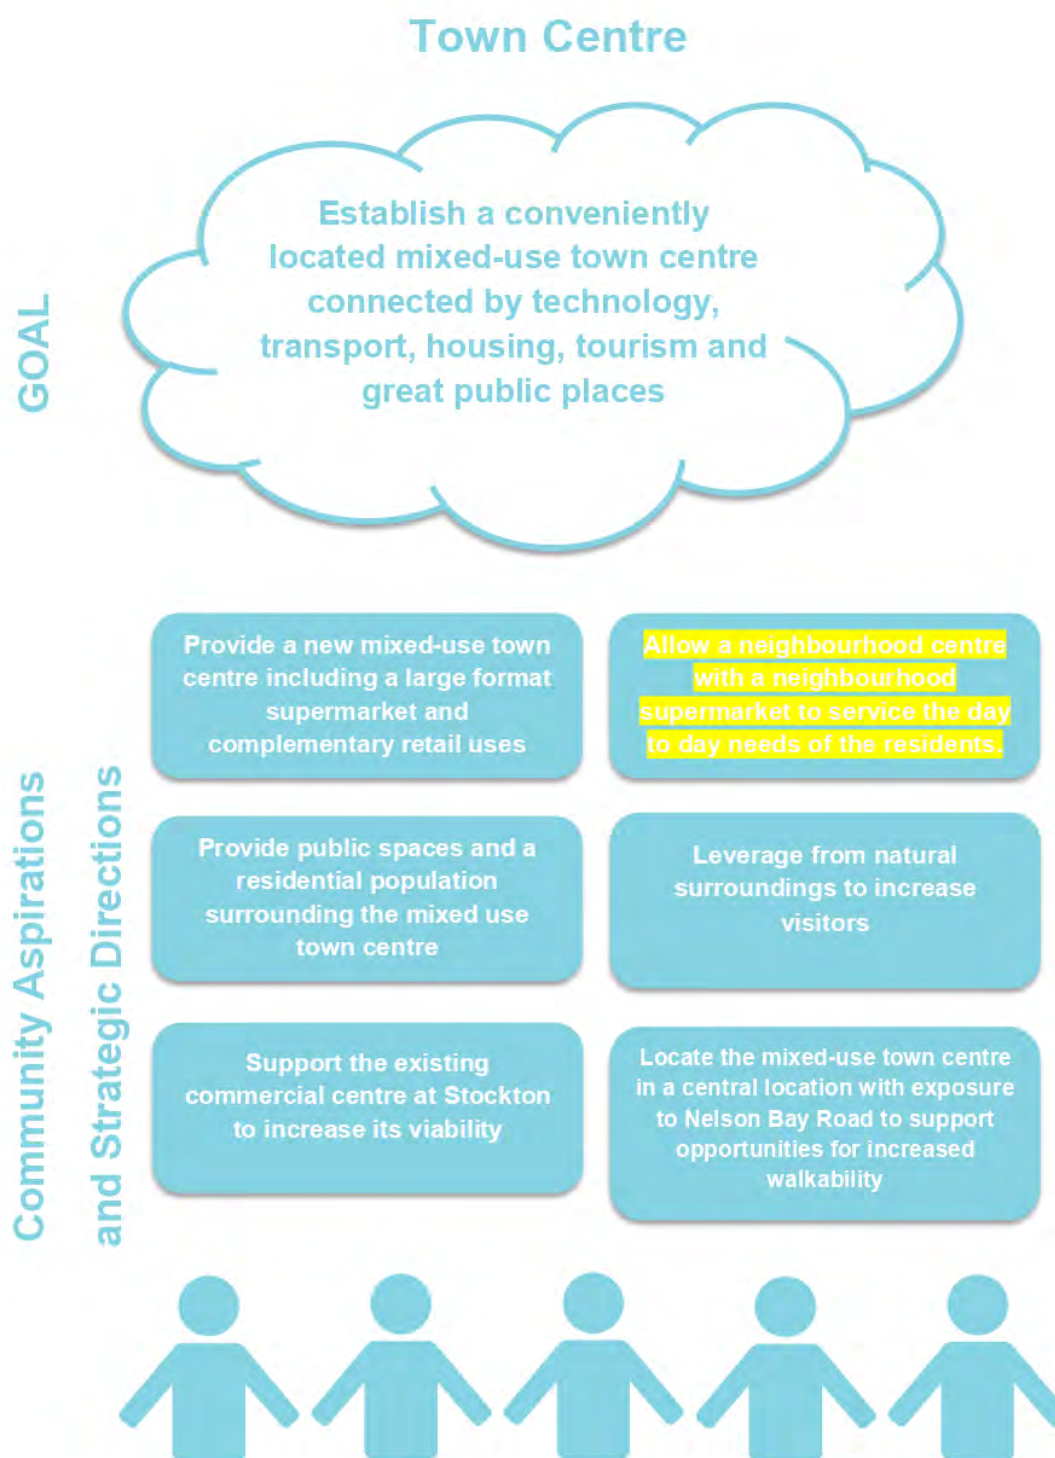 Town Centre
GOAL
Establish a conveniently
located mixed-use town centre
connected by technology,
transport, housing, tourism and
great public places
Community Aspirations
and Strategic Directions
Provide a new mixed-use town
centre including a large format
supermarket and
complementary retail uses
Allow a neighbourhood centre
with a neighbourhood
supermarket to service the day
to day needs of the residents.
Provide public spaces and a
residential population
surrounding the mixed use
town centre
Leverage from natural
surroundings to increase
visitors
Support the existing
commercial centre at Stockton
to increase its viability
Locate the mixed-use town centre
in a central location with exposure
to Nelson Bay Road to support
opportunities for increased
walkability